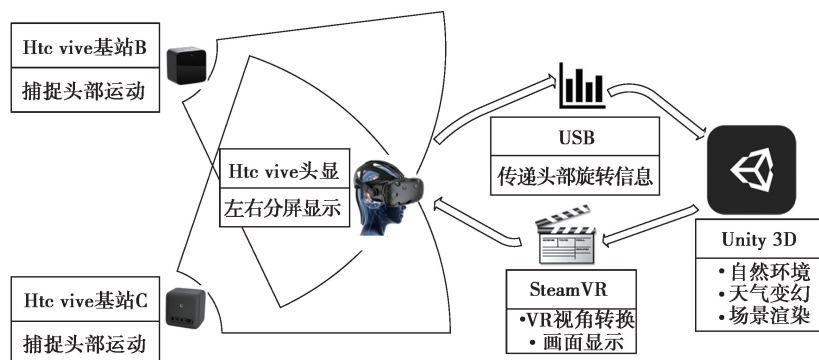 Htc vive基站B
捕捉头部运动
Htc vive头显
左右分屏显示
Htc vive基站C
捕捉头部运动
USB
传递头部旋转信息
Unity 3D
•自然环境
•天气变幻
•场景渲染
SteamVR
•VR视角转换
•画面显示